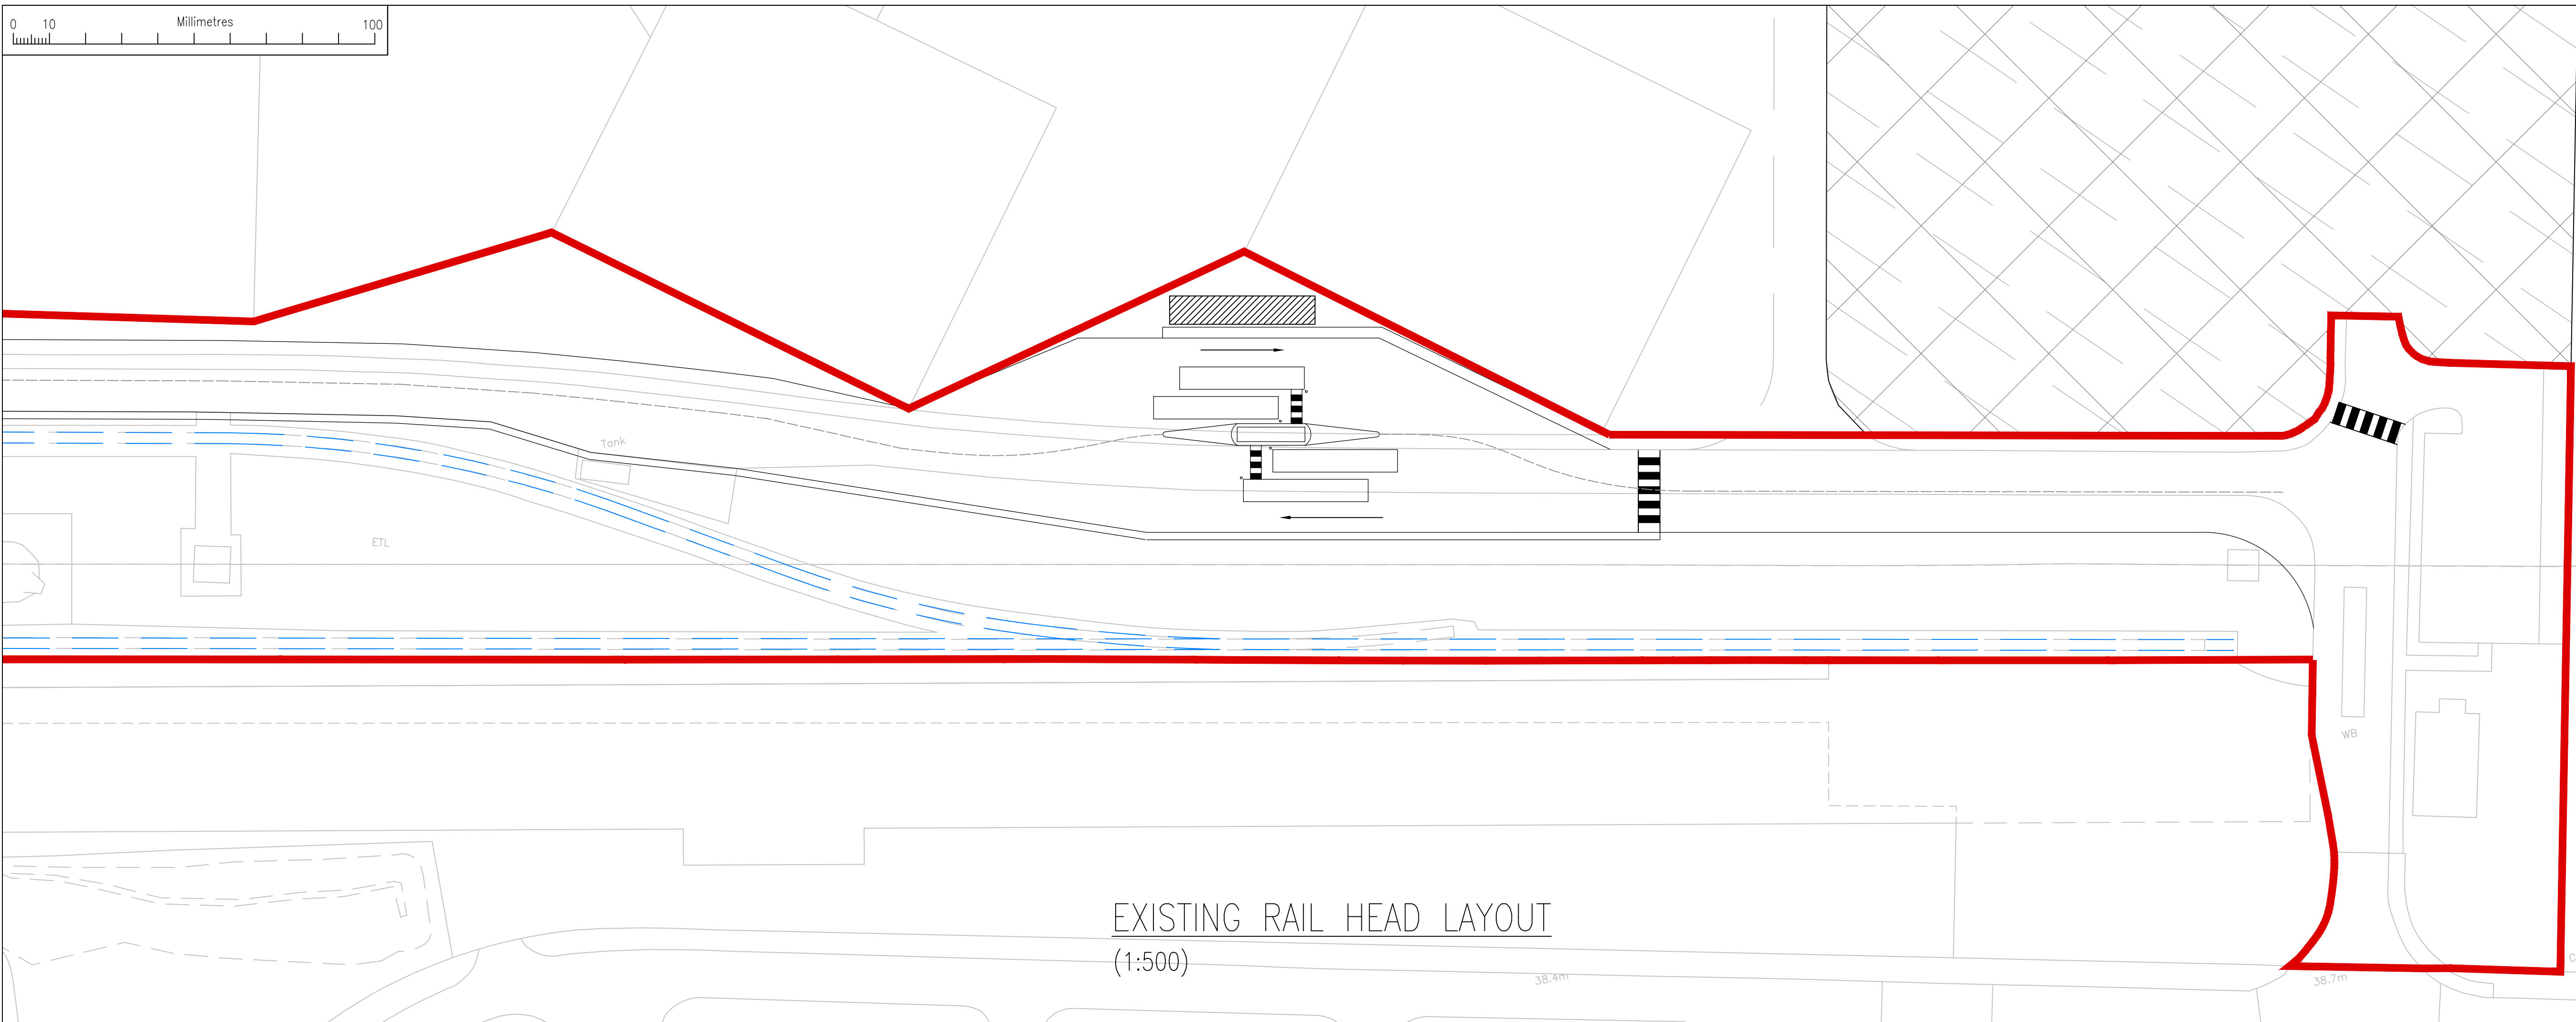 0 10 Millimetres 100
Tank
ETL
WB
EXISTING RAIL HEAD LAYOUT
(1:500)
38.4m
38.7m